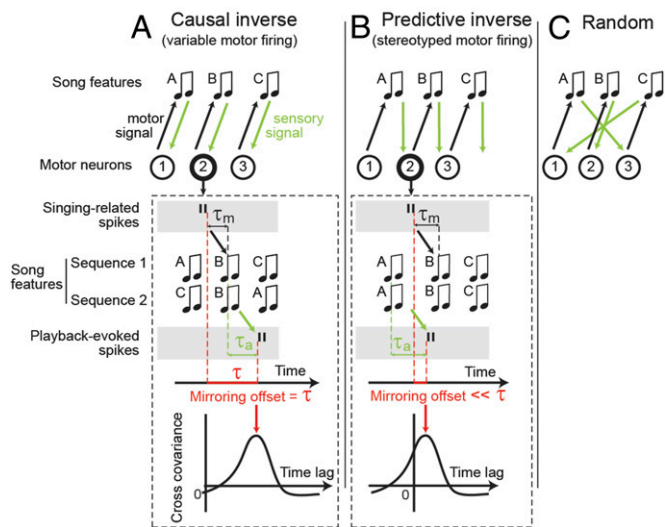 A Causal inverse
(variable motor firing)
B Predictive inverse
(stereotyped motor firing)
C Random
Song features
A B C
A B C
A B C
motor
signal
sensory
signal
Motor neurons
1 2 3
1 2 3
1 2 3
Singing-related
spikes
τm
τm
Song
features
Sequence 1
A B C
A B C
Sequence 2
C B A
A B C
Playback-evoked
spikes
τa
τa
τ
Time
Time
Mirroring offset = τ
Mirroring offset << τ
Cross covariance
0
Time lag
0
Time lag